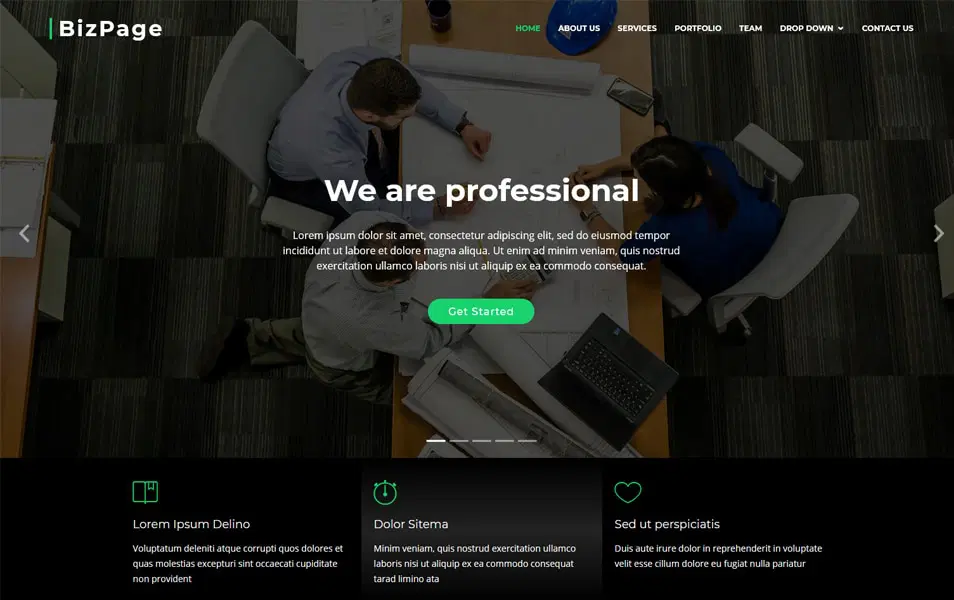 BizPage
HOME ABOUT US SERVICES PORTFOLIO TEAM DROP DOWN CONTACT US
We are professional
Lorem ipsum dolor sit amet, consectetur adipiscing elit, sed do eiusmod tempor
incididunt ut labore et dolore magna aliqua. Ut enim ad minim veniam, quis nostrud
exercitation ullamco laboris nisi ut aliquip ex ea commodo consequat.
Get Started
Lorem Ipsum Delino
Voluptatum deleniti atque corrupti quos dolores et
quas molestias excepturi sint occaecati cupiditate
non provident
Dolor Sitema
Minim veniam, quis nostrud exercitation ullamco
laboris nisi ut aliquip ex ea commodo consequat
tarad limino ata
Sed ut perspiciatis
Duis aute irure dolor in reprehenderit in voluptate
velit esse cillum dolore eu fugiat nulla pariatur